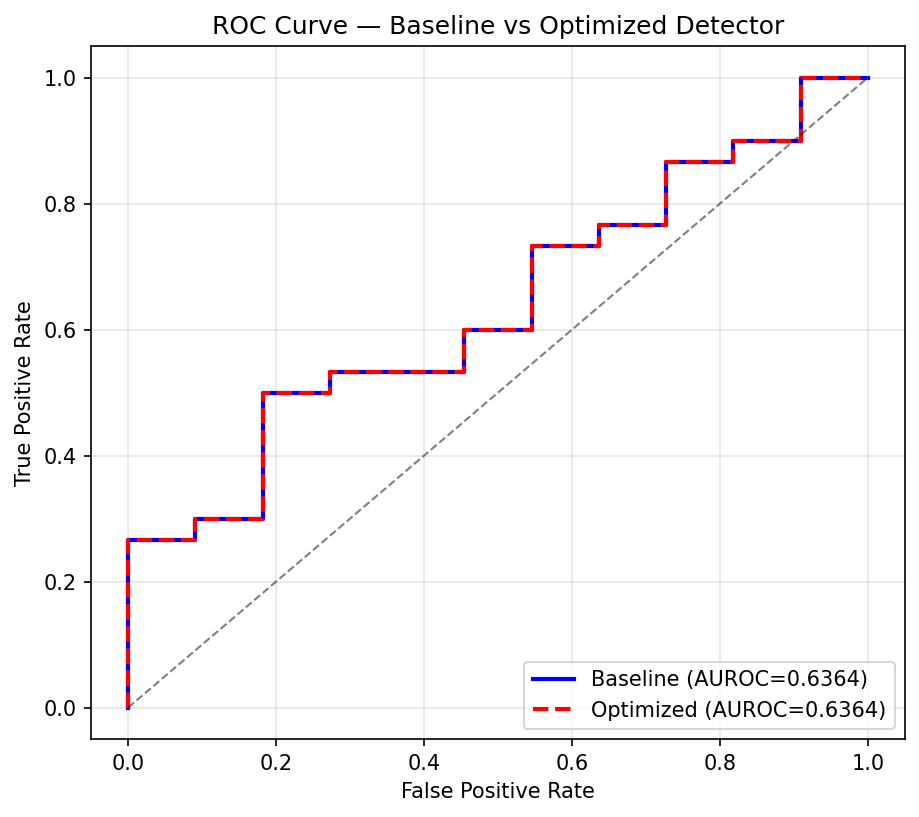 ROC Curve — Baseline vs Optimized Detector
True Positive Rate
1.0
0.8
0.6
0.4
0.2
0.0
0.0 0.2 0.4 0.6 0.8 1.0
False Positive Rate
Baseline (AUROC=0.6364)
Optimized (AUROC=0.6364)